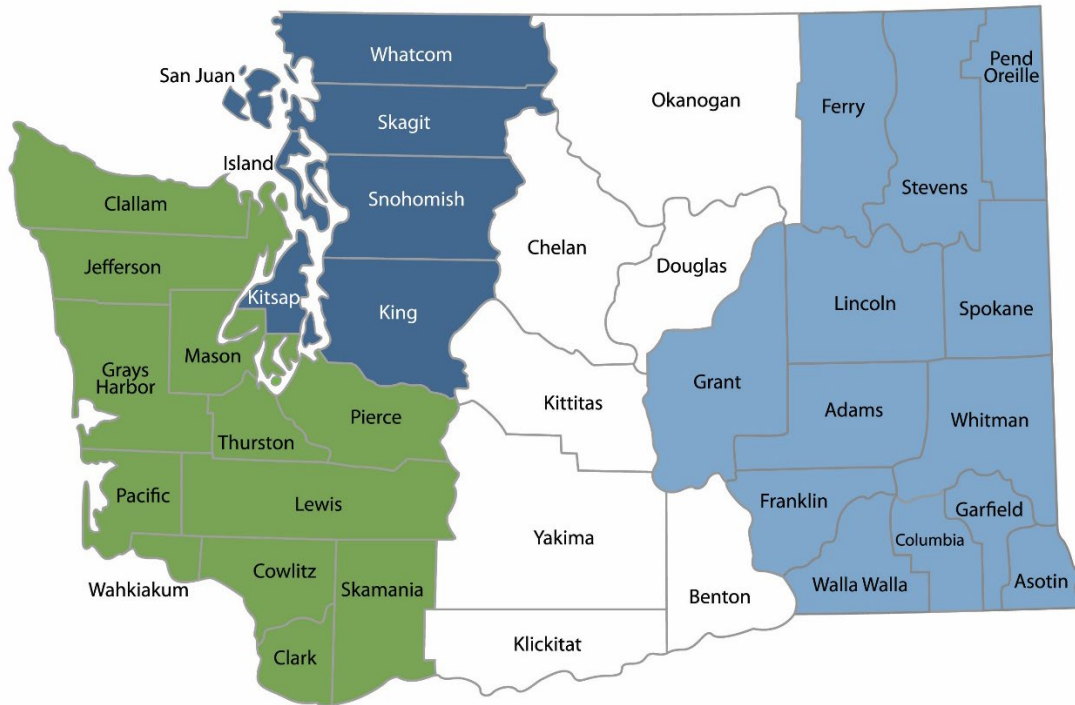 Whatcom
San Juan
Pend
Oreille
Okanogan
Ferry
Skagit
Island
Stevens
Snohomish
Clallam
Chelan
Jefferson
Douglas
Kitsap
Lincoln
King
Spokane
Mason
Grays
Harbor
Grant
Kittitas
Adams
Pierce
Whitman
Thurston
Pacific
Lewis
Franklin
Garfield
Yakima
Columbia
Cowlitz
Wahkiakum
Skamania
Walla Walla
Asotin
Benton
Klickitat
Clark